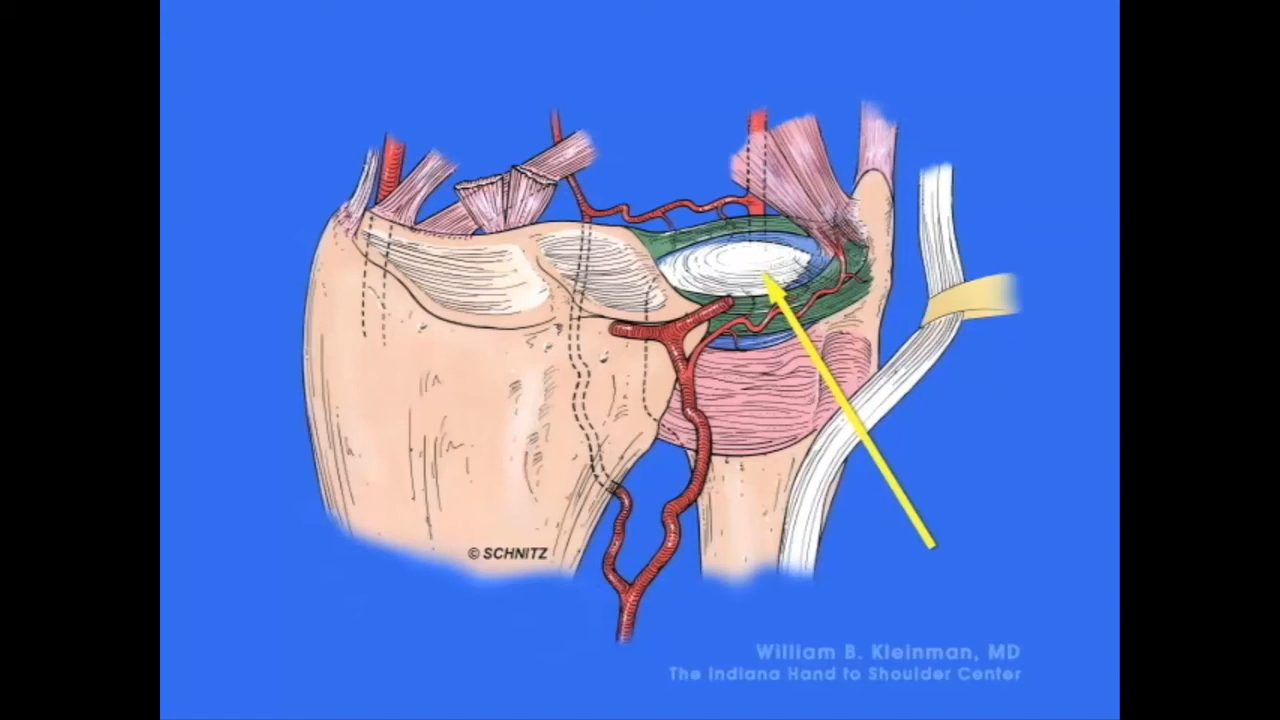 © SCHNITZ
William B. Kleinman, MD
The Indiana Hand to Shoulder Center